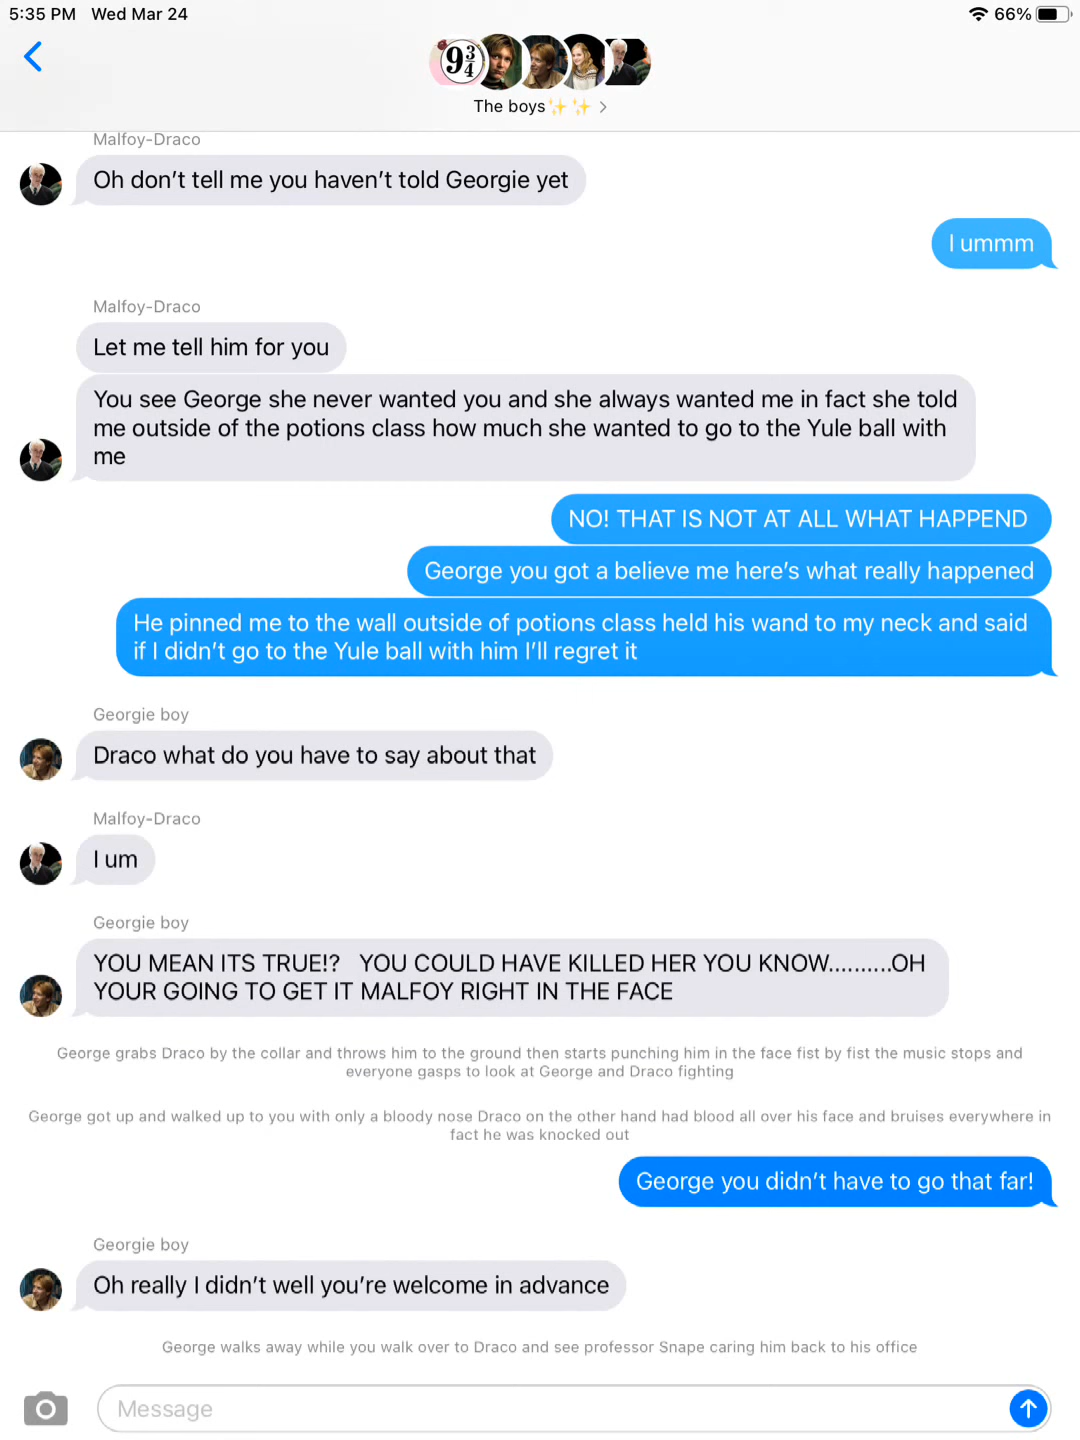 5:35 PM Wed Mar 24
66%
9¾
The boys✨✨ >
Malfoy-Draco
Oh don't tell me you haven't told Georgie yet
I ummm
Malfoy-Draco
Let me tell him for you
You see George she never wanted you and she always wanted me in fact she told
me outside of the potions class how much she wanted to go to the Yule ball with
me
NO! THAT IS NOT AT ALL WHAT HAPPEND
George you got a believe me here's what really happened
He pinned me to the wall outside of potions class held his wand to my neck and said
if I didn't go to the Yule ball with him I'll regret it
Georgie boy
Draco what do you have to say about that
Malfoy-Draco
I um
Georgie boy
YOU MEAN ITS TRUE!?   YOU COULD HAVE KILLED HER YOU KNOW..........OH
YOUR GOING TO GET IT MALFOY RIGHT IN THE FACE
George grabs Draco by the collar and throws him to the ground then starts punching him in the face fist by fist the music stops and
everyone gasps to look at George and Draco fighting
George got up and walked up to you with only a bloody nose Draco on the other hand had blood all over his face and bruises everywhere in
fact he was knocked out
George you didn't have to go that far!
Georgie boy
Oh really I didn't well you're welcome in advance
George walks away while you walk over to Draco and see professor Snape caring him back to his office
Message